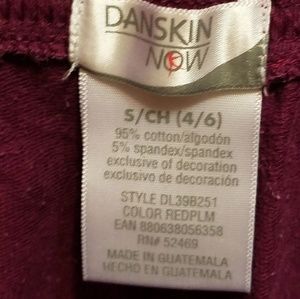 DANSKIN
NOW
S/CH (4/6)
95% cotton/algodón
5% spandex/spandex
exclusive of decoration
exclusivo de decoración
STYLE DL39B251
COLOR REDPLM
EAN 880638056358
RN# 52469
MADE IN GUATEMALA
HECHO EN GUATEMALA